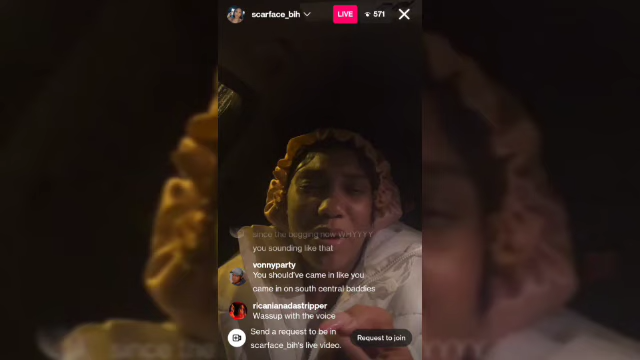 scarface_bih
LIVE
571
since the begging now WHYYYY
you sounding like that
vonnyparty
You should've came in like you
came in on south central baddies
ricanianadastripper
Wassup with the voice
Send a request to be in
scarface_bih's live video.
Request to join